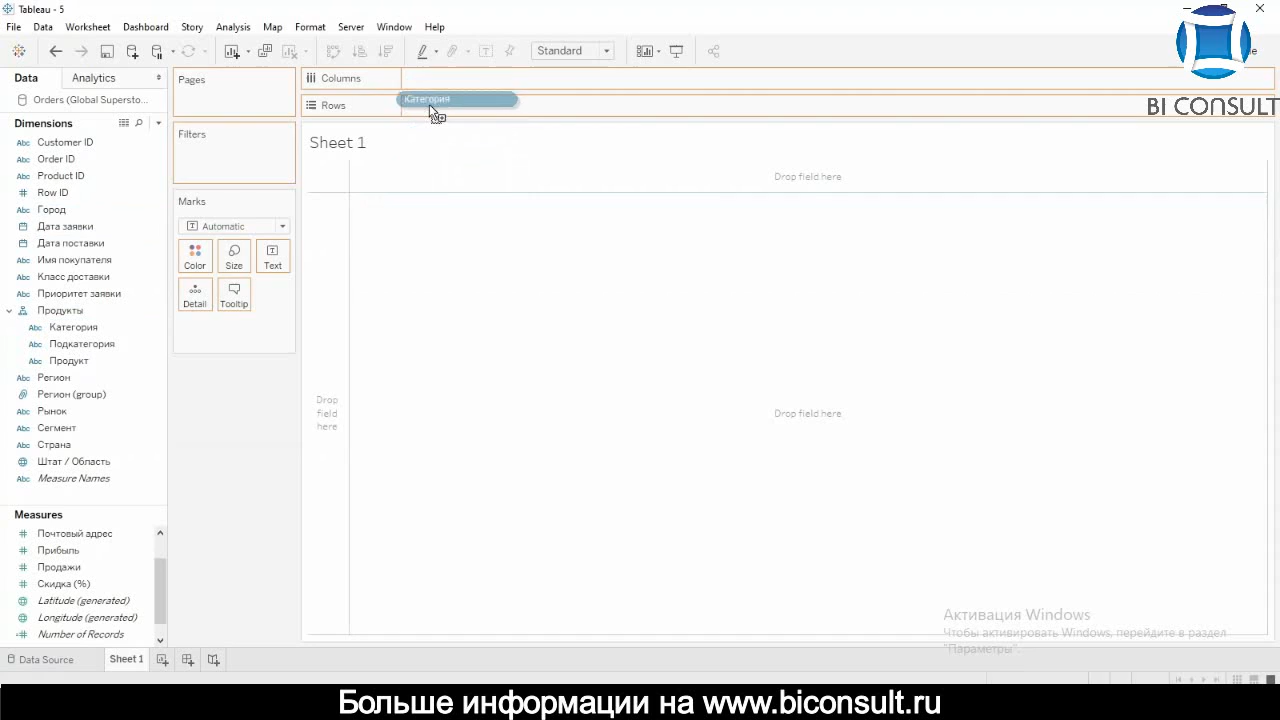 Tableau - 5
File Data Worksheet Dashboard Story Analysis Map Format Server Window Help
Standard
Data Analytics
Pages
Columns
Orders (Global Supersto...
Категория
Rows
BI CONSULT
Dimensions
Filters
Sheet 1
Customer ID
Order ID
Product ID
Drop field here
Row ID
Marks
Город
Дата заявки
Automatic
Дата поставки
Имя покупателя
Color Size Text
Класс доставки
Приоритет заявки
Detail Tooltip
Продукты
Категория
Подкатегория
Продукт
Регион
Регион (group)
Рынок
Drop
field
here
Drop field here
Сегмент
Страна
Штат / Область
Measure Names
Measures
Почтовый адрес
Прибыль
Продажи
Скидка (%)
Latitude (generated)
Longitude (generated)
Number of Records
Активация Windows
Чтобы активировать Windows, перейдите в раздел
"Параметры".
Data Source Sheet 1
Больше информации на www.biconsult.ru